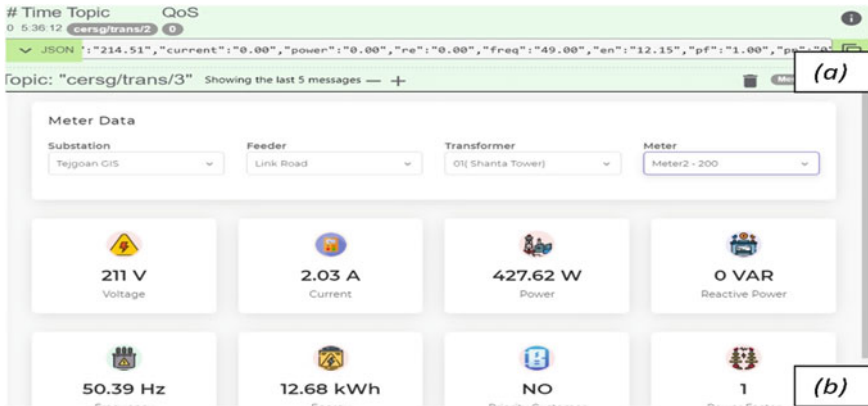 # Time Topic QoS
0 5:36:12 cersg/trans/2 0
JSON ":"214.51","current":"0.00","power":"0.00","re":"0.00","freq":"49.00","en":"12.15","pf":"1.00",
Topic: "cersg/trans/3" Showing the last 5 messages — +
(a)
Meter Data
Substation Feeder Transformer Meter
Tejgoan GIS Link Road 01( Shanta Tower) Meter2 - 200
211 V 2.03 A 427.62 W 0 VAR
Voltage Current Power Reactive Power
50.39 Hz 12.68 kWh NO 1
(b)